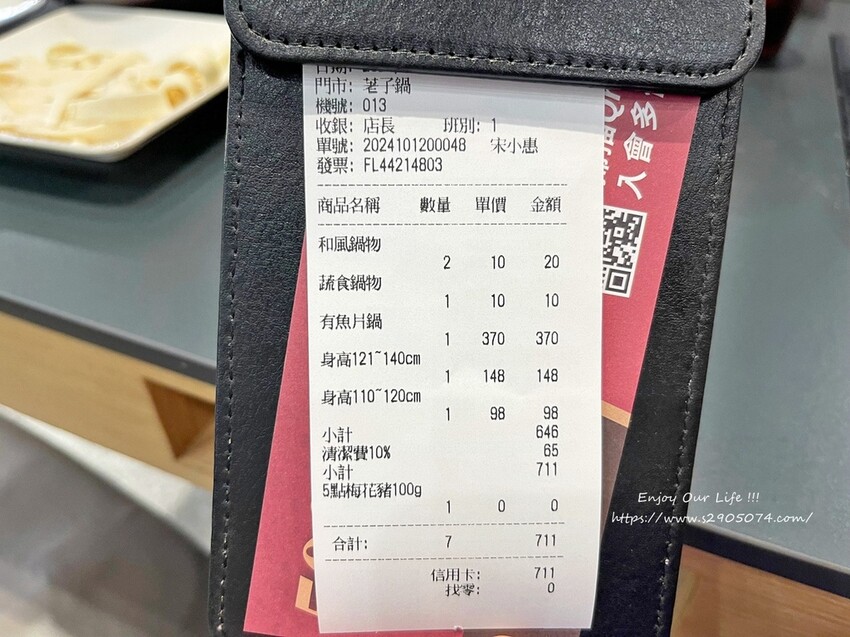 門市: 荖子鍋
機號: 013
收銀: 店長 班別: 1
單號: 2024101200048 宋小惠
發票: FL44214803
商品名稱 數量 單價 金額
和風鍋物
2 10 20
蔬食鍋物
1 10 10
有魚片鍋
1 370 370
身高121~140cm
1 148 148
身高110~120cm
1 98 98
小計 646
清潔費10% 65
小計 711
5點梅花豬100g
1 0 0
合計: 7 711
信用卡: 711
找零: 0
入會多
Enjoy Our Life !!!
https://www.s2905074.com/